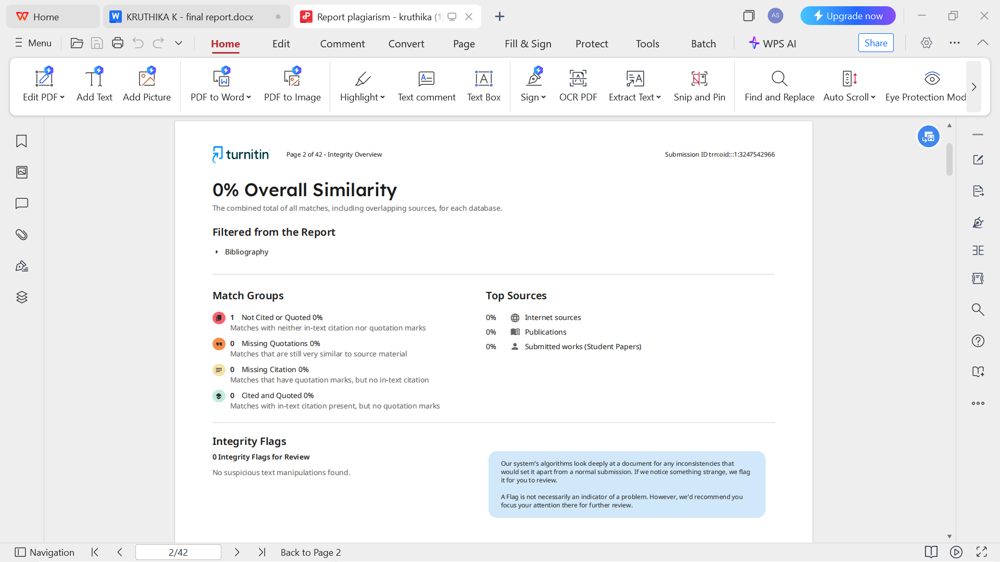 Home
KRUTHIKA K - final report.docx
Report plagiarism - kruthika (1)
AS
Upgrade now
Menu
Home
Edit
Comment
Convert
Page
Fill & Sign
Protect
Tools
Batch
WPS AI
Share
Edit PDF
Add Text
Add Picture
PDF to Word
PDF to Image
Highlight
Text comment
Text Box
Sign
OCR PDF
Extract Text
Snip and Pin
Find and Replace
Auto Scroll
Eye Protection Mod
turnitin
Page 2 of 42 - Integrity Overview
Submission ID trn:oid:::1:3247542966
0% Overall Similarity
The combined total of all matches, including overlapping sources, for each database.
Filtered from the Report
Bibliography
Match Groups
1 Not Cited or Quoted 0%
Matches with neither in-text citation nor quotation marks
0 Missing Quotations 0%
Matches that are still very similar to source material
0 Missing Citation 0%
Matches that have quotation marks, but no in-text citation
0 Cited and Quoted 0%
Matches with in-text citation present, but no quotation marks
Top Sources
0% Internet sources
0% Publications
0% Submitted works (Student Papers)
Integrity Flags
0 Integrity Flags for Review
No suspicious text manipulations found.
Our system's algorithms look deeply at a document for any inconsistencies that
would set it apart from a normal submission. If we notice something strange, we flag
it for you to review.
A Flag is not necessarily an indicator of a problem. However, we'd recommend you
focus your attention there for further review.
Navigation
2/42
Back to Page 2